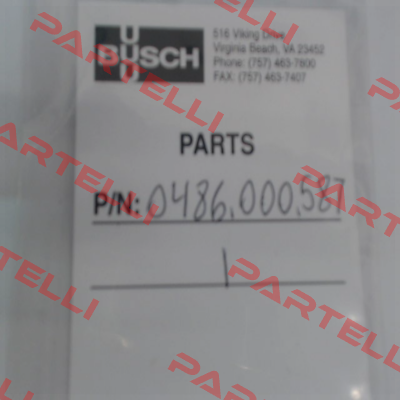 BUSCH
516 Viking Drive
Virginia Beach, VA 23452
Phone: (757) 463-7800
FAX: (757) 463-7407
PARTS
P/N: 0486.000.587
1
PARTELLI
PARTELLI
PARTELLI
PARTELLI
PARTELLI